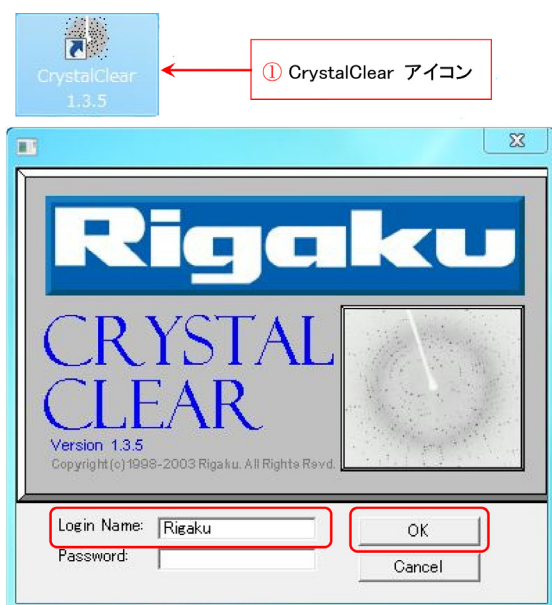 CrystalClear
1.3.5
① CrystalClear アイコン
Rigaku
CRYSTAL
CLEAR
Version 1.3.5
Copyright(c)1998-2003 Rigaku. All Rights Resvd.
Login Name: Rigaku OK
Password: Cancel